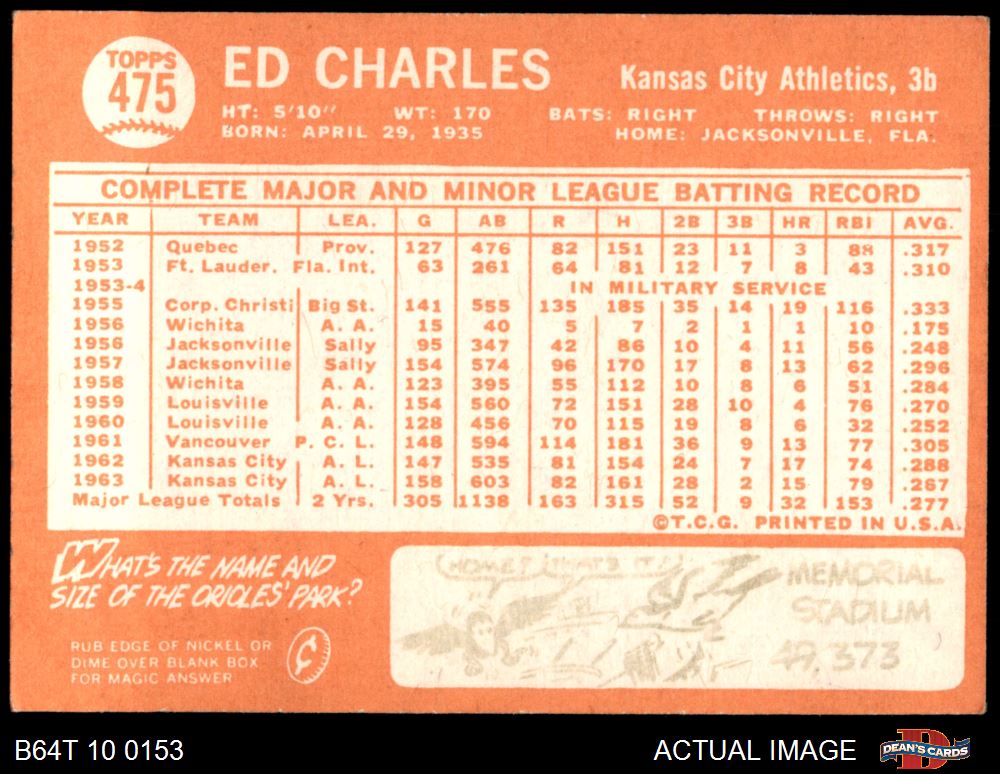 TOPPS
475
ED CHARLES
Kansas City Athletics, 3b
HT: 5'10" WT: 170 BATS: RIGHT THROWS: RIGHT
BORN: APRIL 29, 1935 HOME: JACKSONVILLE, FLA.
COMPLETE MAJOR AND MINOR LEAGUE BATTING RECORD
YEAR TEAM LEA. G AB R H 2B 3B HR RBI AVG.
1952 Quebec Prov. 127 476 82 151 23 11 3 88 .317
1953 Ft. Lauder. Fla. Int. 63 261 64 81 12 7 8 43 .310
1953-4 IN MILITARY SERVICE
1955 Corp. Christi Big St. 141 555 135 185 35 14 19 116 .333
1956 Wichita A. A. 15 40 5 7 2 1 1 10 .175
1956 Jacksonville Sally 95 347 42 86 10 4 11 56 .248
1957 Jacksonville Sally 154 574 96 170 17 8 13 62 .296
1958 Wichita A. A. 123 395 55 112 10 8 6 51 .284
1959 Louisville A. A. 154 560 72 151 28 10 4 76 .270
1960 Louisville A. A. 128 456 70 115 19 8 6 32 .252
1961 Vancouver P. C. L. 148 594 114 181 36 9 13 77 .305
1962 Kansas City A. L. 147 535 81 154 24 7 17 74 .288
1963 Kansas City A. L. 158 603 82 161 28 2 15 79 .267
Major League Totals 2 Yrs. 305 1138 163 315 52 9 32 153 .277
©T.C.G. PRINTED IN U.S.A.
WHAT'S THE NAME AND
SIZE OF THE ORIOLES' PARK?
RUB EDGE OF NICKEL OR
DIME OVER BLANK BOX
FOR MAGIC ANSWER
HOME? THAT'S IT!
MEMORIAL
STADIUM
49,373
B64T 10 0153
ACTUAL IMAGE
DEAN'S CARDS